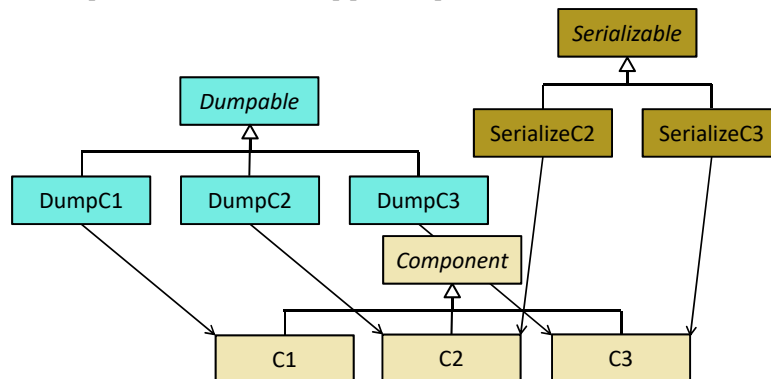 Serializable
Dumpable
SerializeC2
SerializeC3
DumpC1
DumpC2
DumpC3
Component
C1
C2
C3